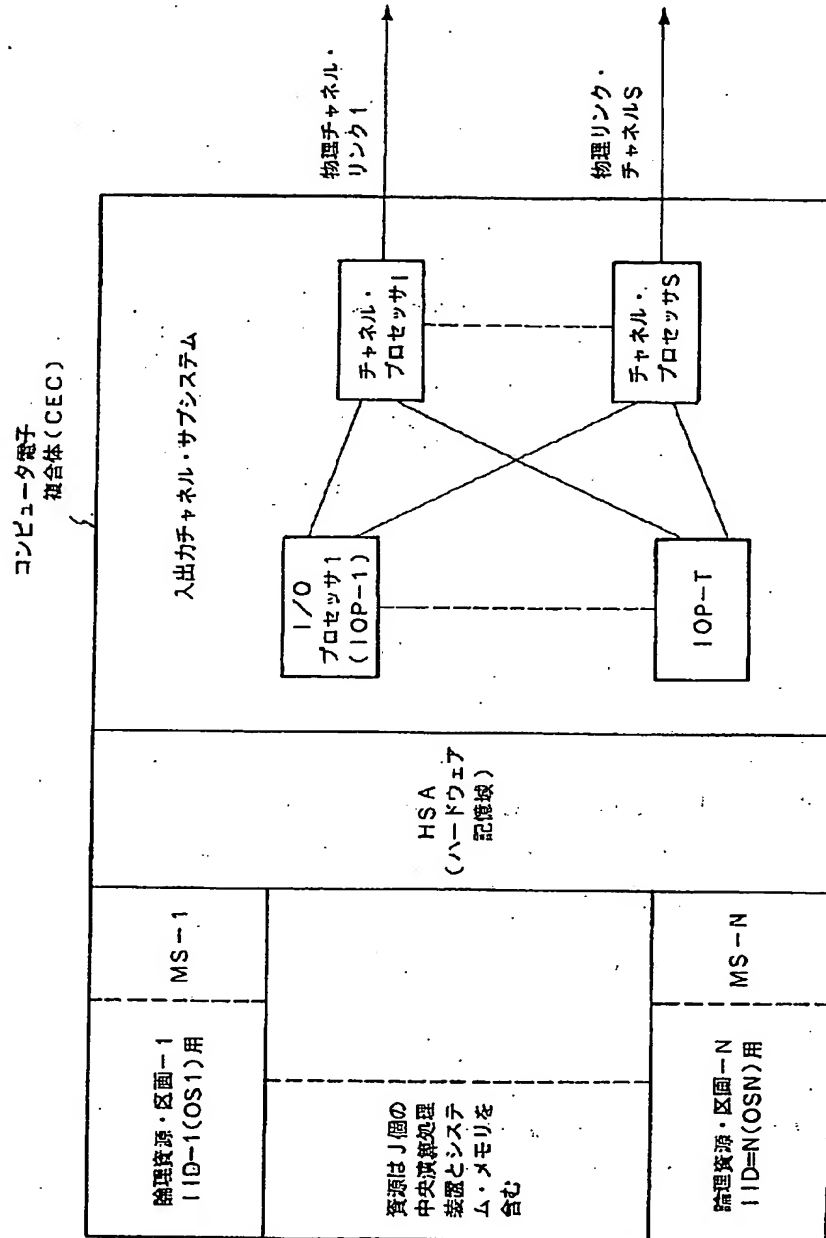 コンピュータ電子
複合体(CEC)
論理資源・区画-1
IID-1(OS1)用
MS-1
資源はJ個の
中央演算処理
装置とシステ
ム・メモリを
含む
論理資源・区画-N
IID=N(OSN)用
MS-N
HSA
(ハードウェア
記憶域)
入出力チャネル・サブシステム
I/O
プロセッサ1
(IOP-1)
IOP-T
チャネル・
プロセッサ1
チャネル・
プロセッサS
物理チャネル・
リンク1
物理リンク・
チャネルS